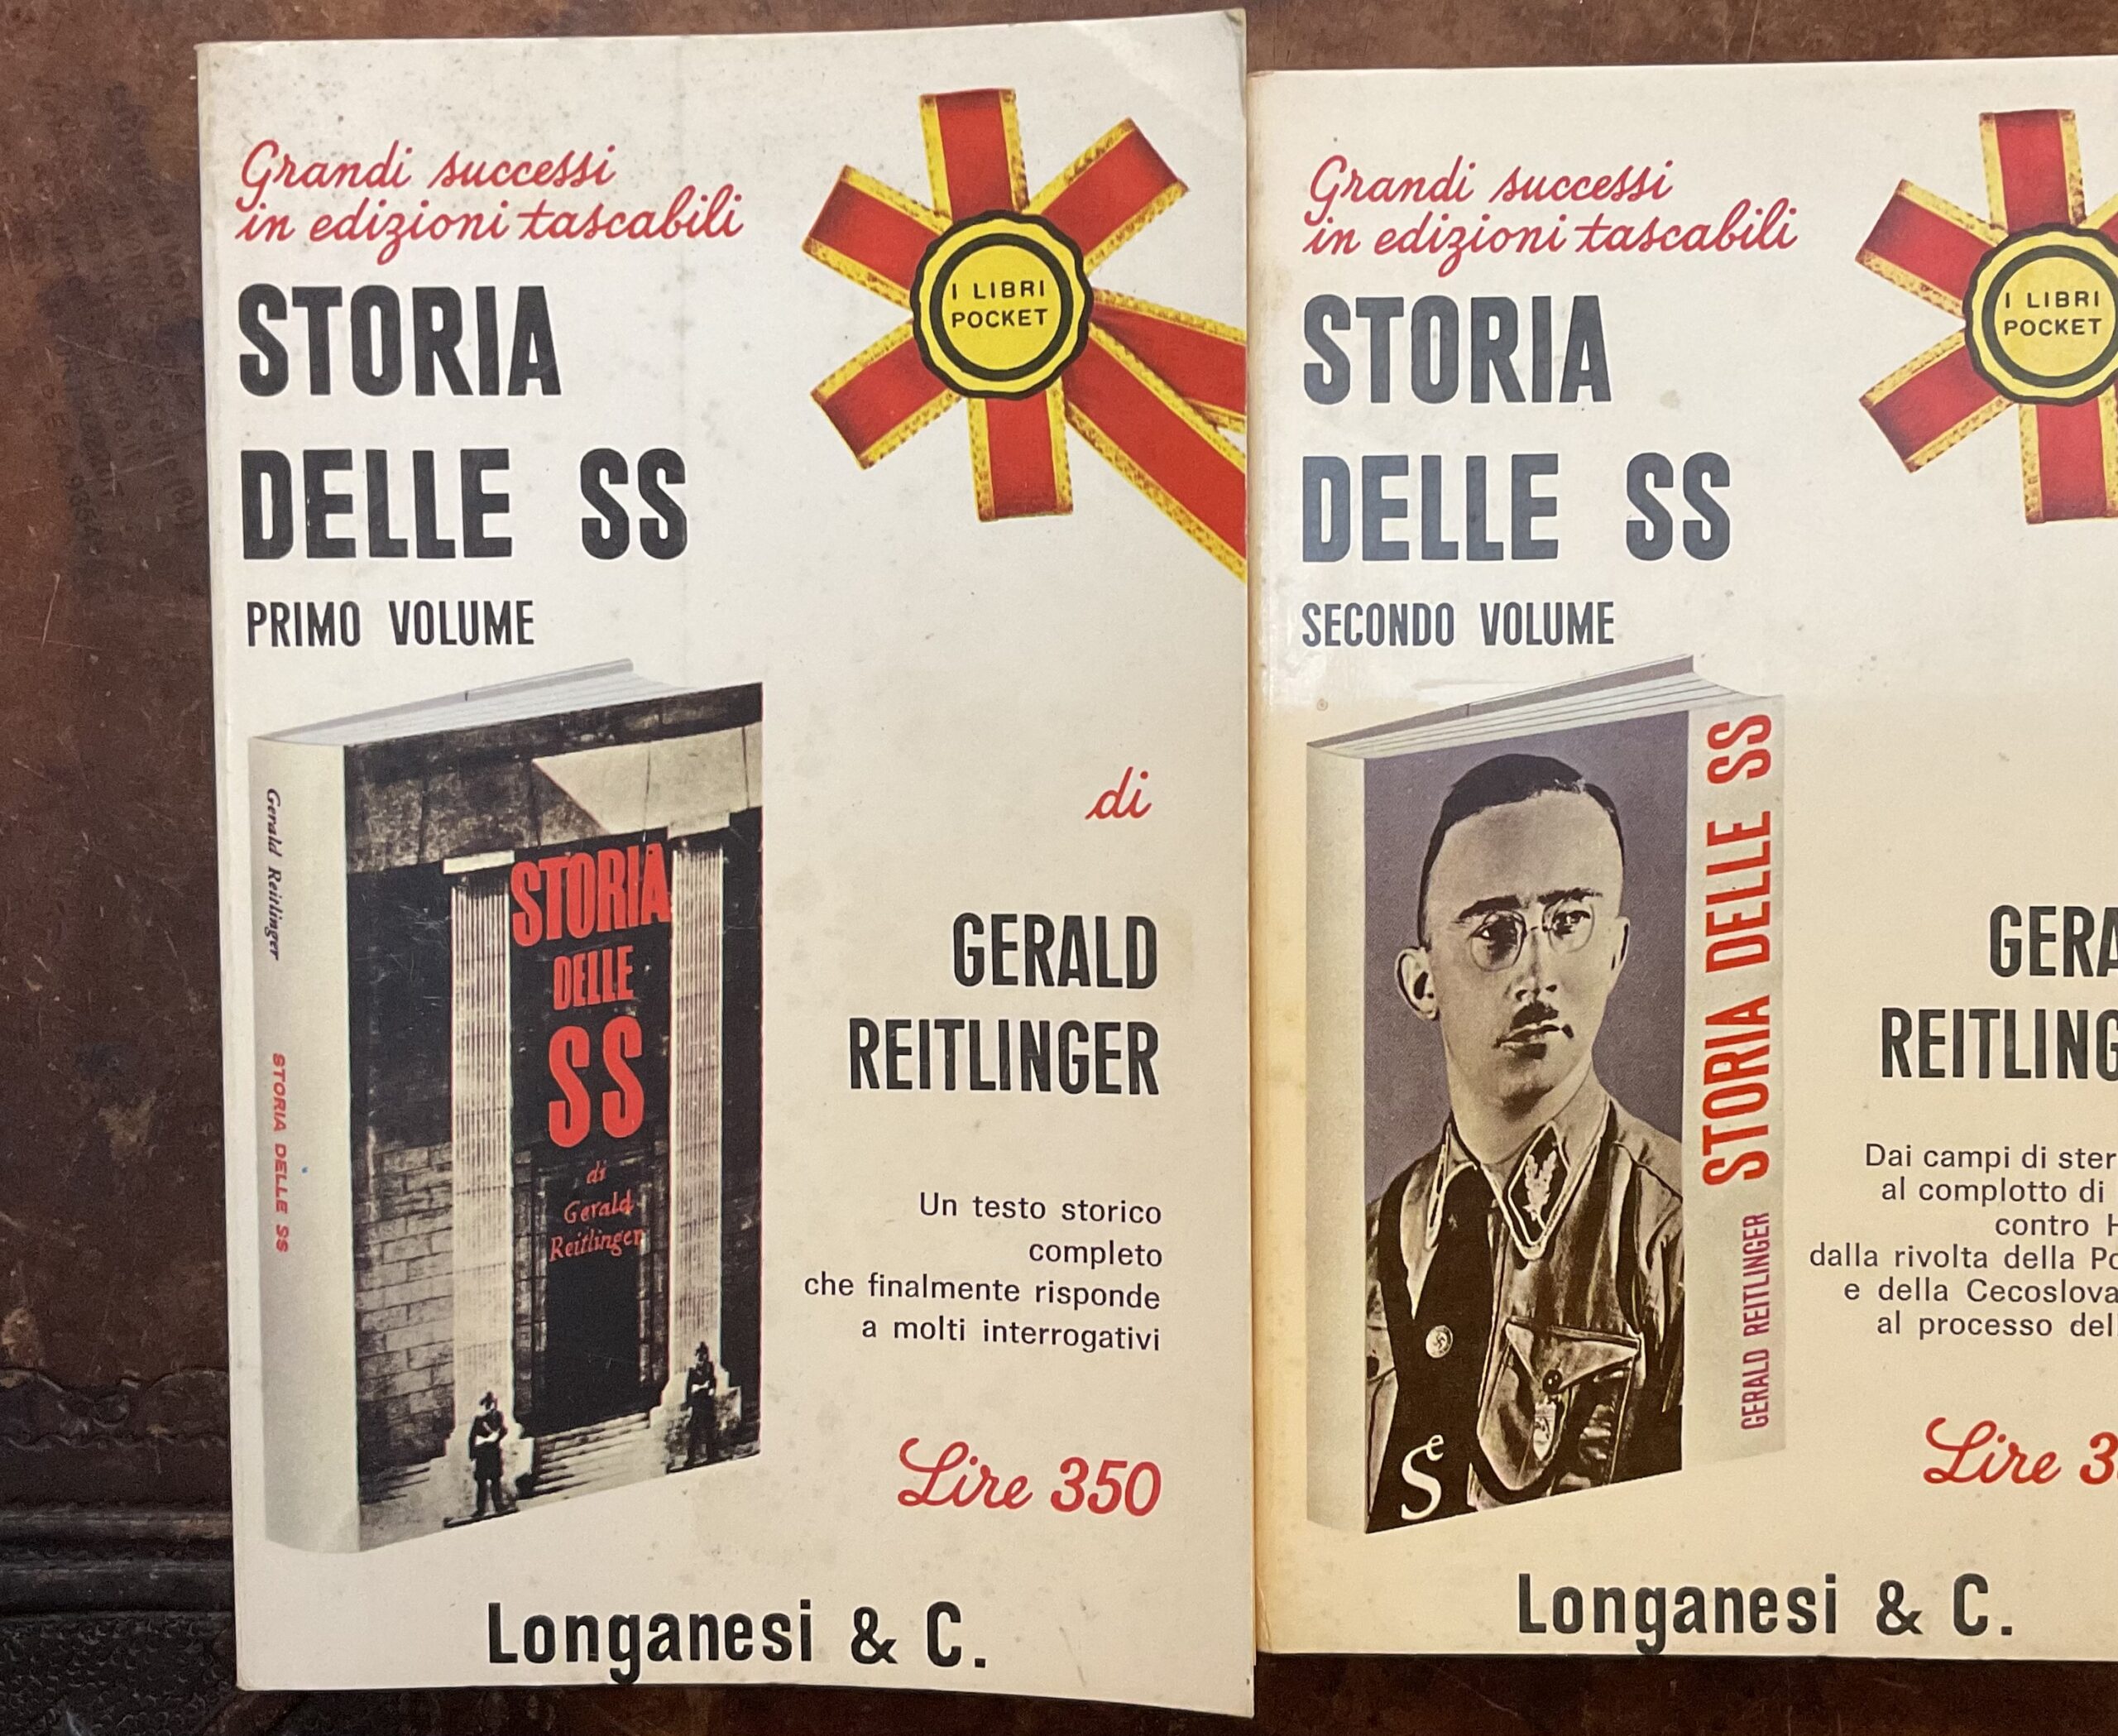 Grandi successi
in edizioni tascabili
I LIBRI
POCKET
STORIA
DELLE SS
PRIMO VOLUME
Gerald Reitlinger
STORIA DELLE SS
STORIA
DELLE
SS
di
Gerald
Reitlinger
di
GERALD
REITLINGER
Un testo storico
completo
che finalmente risponde
a molti interrogativi
Lire 350
Longanesi & C.
Grandi successi
in edizioni tascabili
I LIBRI
POCKET
STORIA
DELLE SS
SECONDO VOLUME
STORIA DELLE SS
GERALD REITLINGER
Se
Dai campi di
al complotto di
contro
dalla rivolta della
e della
al processo
Lire
Longanesi & C.